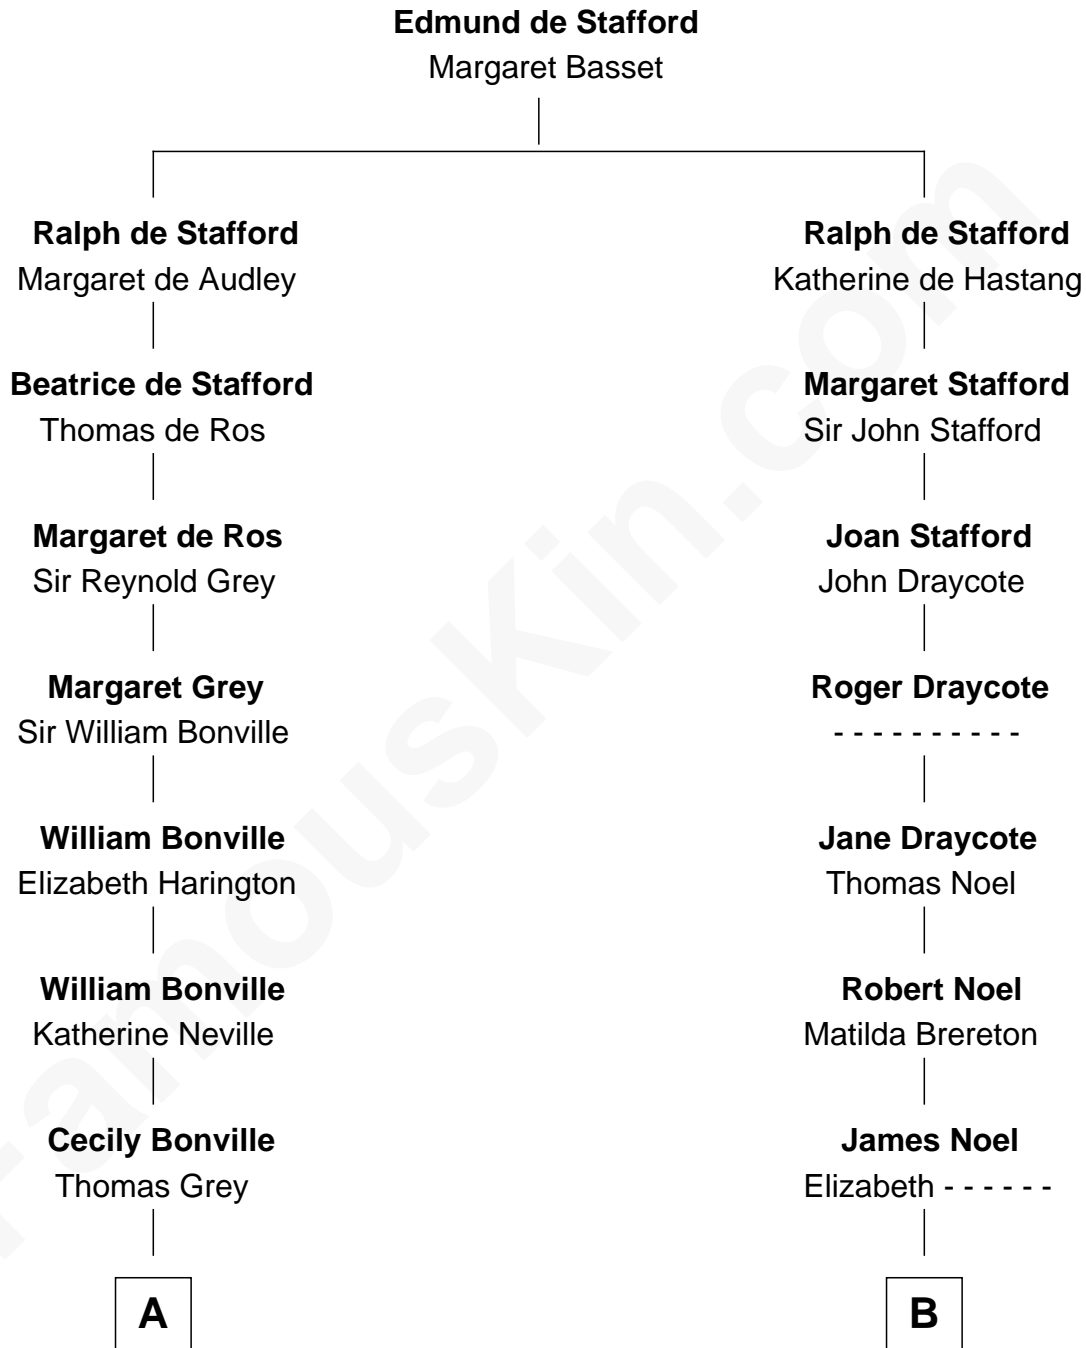 Edmund de Stafford
Margaret Basset
Ralph de Stafford
Margaret de Audley
Beatrice de Stafford
Thomas de Ros
Margaret de Ros
Sir Reynold Grey
Margaret Grey
Sir William Bonville
William Bonville
Elizabeth Harington
William Bonville
Katherine Neville
Cecily Bonville
Thomas Grey
A
Ralph de Stafford
Katherine de Hastang
Margaret Stafford
Sir John Stafford
Joan Stafford
John Draycote
Roger Draycote
- - - - - - - - - -
Jane Draycote
Thomas Noel
Robert Noel
Matilda Brereton
James Noel
Elizabeth - - - - - -
B
FamousKin.com